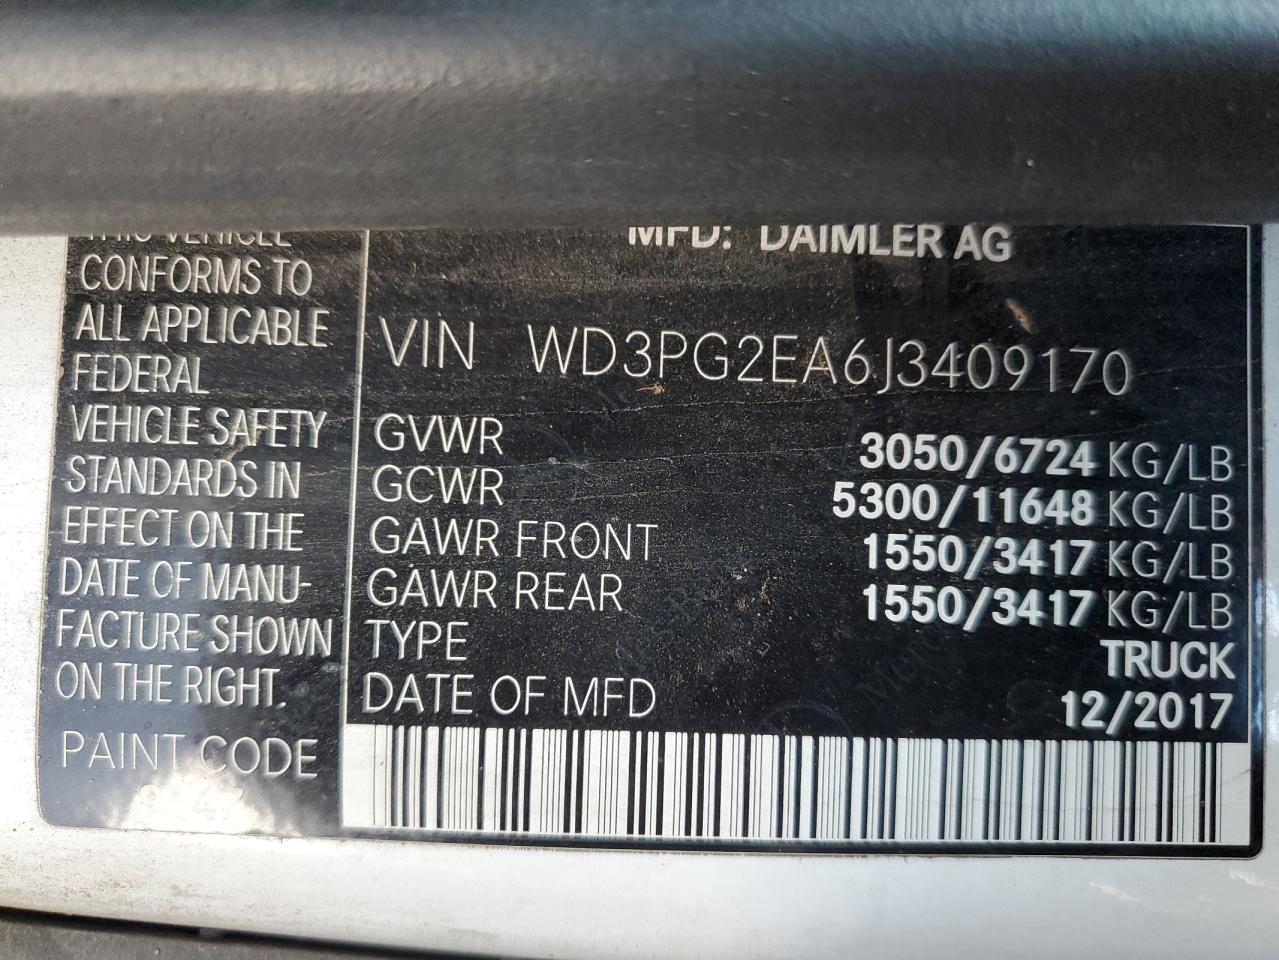 MFD: DAIMLER AG
THIS VEHICLE
CONFORMS TO
ALL APPLICABLE
FEDERAL
VEHICLE SAFETY
STANDARDS IN
EFFECT ON THE
DATE OF MANU-
FACTURE SHOWN
ON THE RIGHT.
PAINT CODE
VIN WD3PG2EA6J3409170
GVWR 3050/6724 KG/LB
GCWR 5300/11648 KG/LB
GAWR FRONT 1550/3417 KG/LB
GAWR REAR 1550/3417 KG/LB
TYPE TRUCK
DATE OF MFD 12/2017